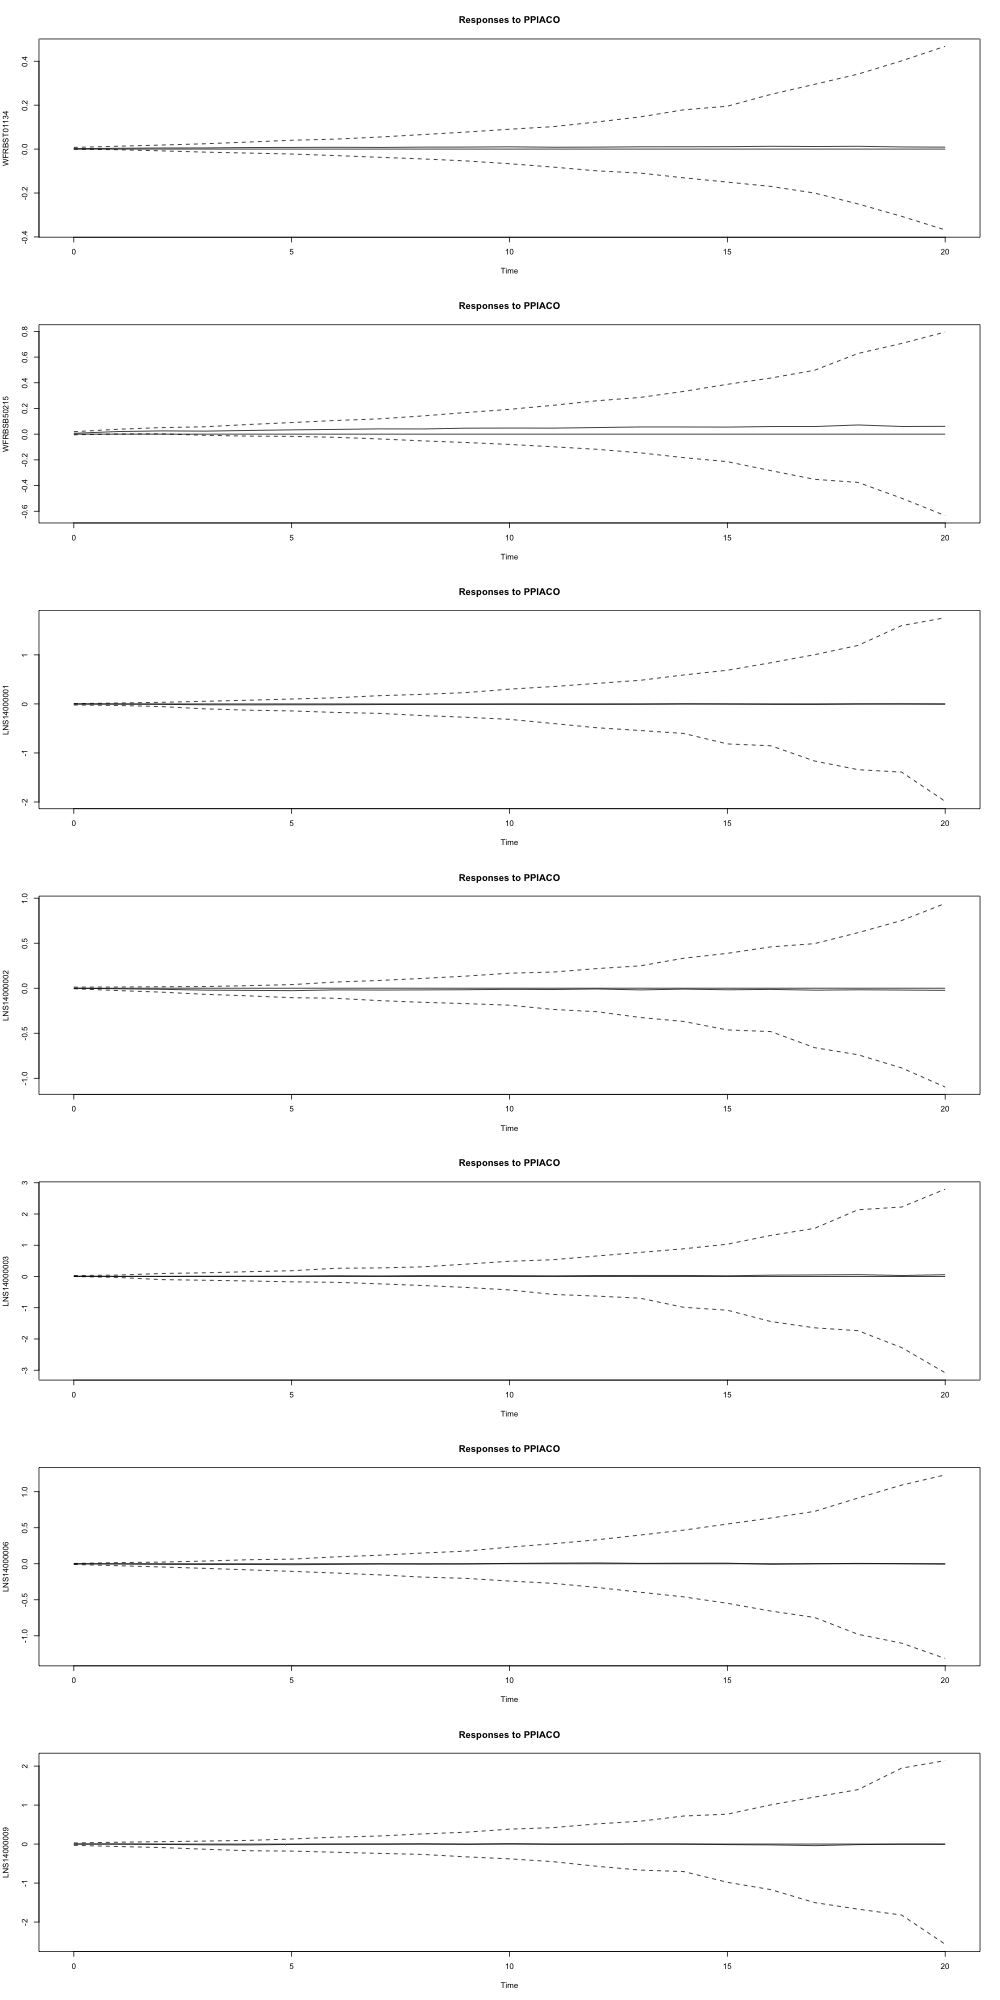 Responses to PPIACO
WFRBST01134
0.4
0.2
0.0
-0.2
-0.4
0 5 10 15 20
Time
Responses to PPIACO
WFRBSB50215
0.8
0.6
0.4
0.2
0.0
-0.2
-0.4
-0.6
0 5 10 15 20
Time
Responses to PPIACO
LNS14000001
1
0
-1
-2
0 5 10 15 20
Time
Responses to PPIACO
LNS14000002
1.0
0.5
0.0
-0.5
-1.0
0 5 10 15 20
Time
Responses to PPIACO
LNS14000003
3
2
1
0
-1
-2
-3
0 5 10 15 20
Time
Responses to PPIACO
LNS14000006
1.0
0.5
0.0
-0.5
-1.0
0 5 10 15 20
Time
Responses to PPIACO
LNS14000009
2
1
0
-1
-2
0 5 10 15 20
Time